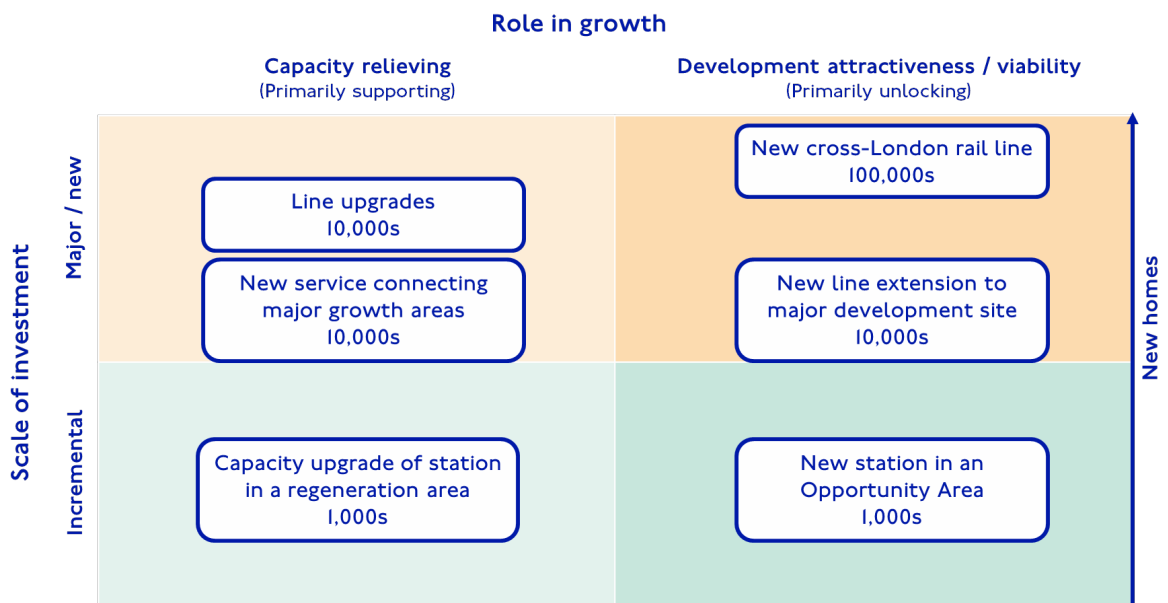 Role in growth
Capacity relieving
(Primarily supporting)
Development attractiveness / viability
(Primarily unlocking)
Scale of investment
Major / new
Line upgrades
10,000s
New service connecting
major growth areas
10,000s
New cross-London rail line
100,000s
New line extension to
major development site
10,000s
Incremental
Capacity upgrade of station
in a regeneration area
1,000s
New station in an
Opportunity Area
1,000s
New homes